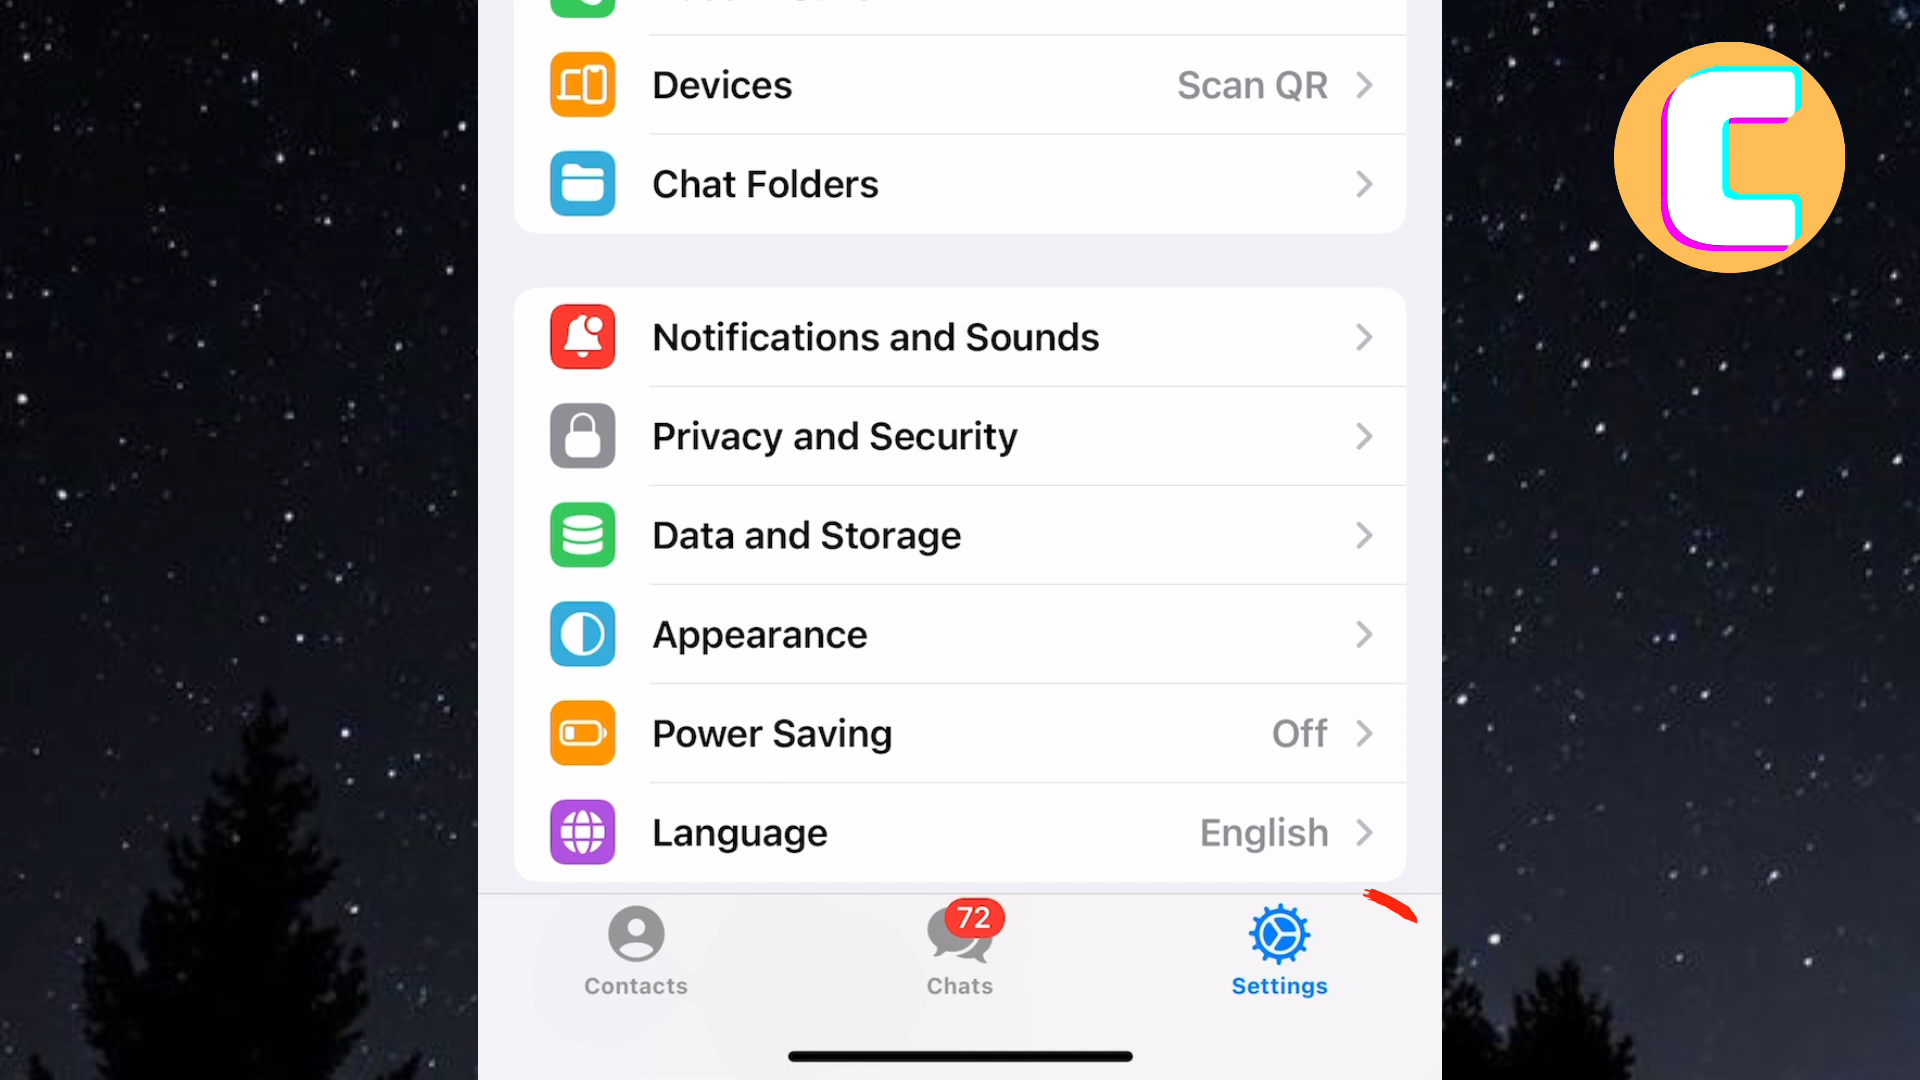 Devices
Scan QR
Chat Folders
Notifications and Sounds
Privacy and Security
Data and Storage
Appearance
Power Saving
Off
Language
English
72
Contacts
Chats
Settings
C